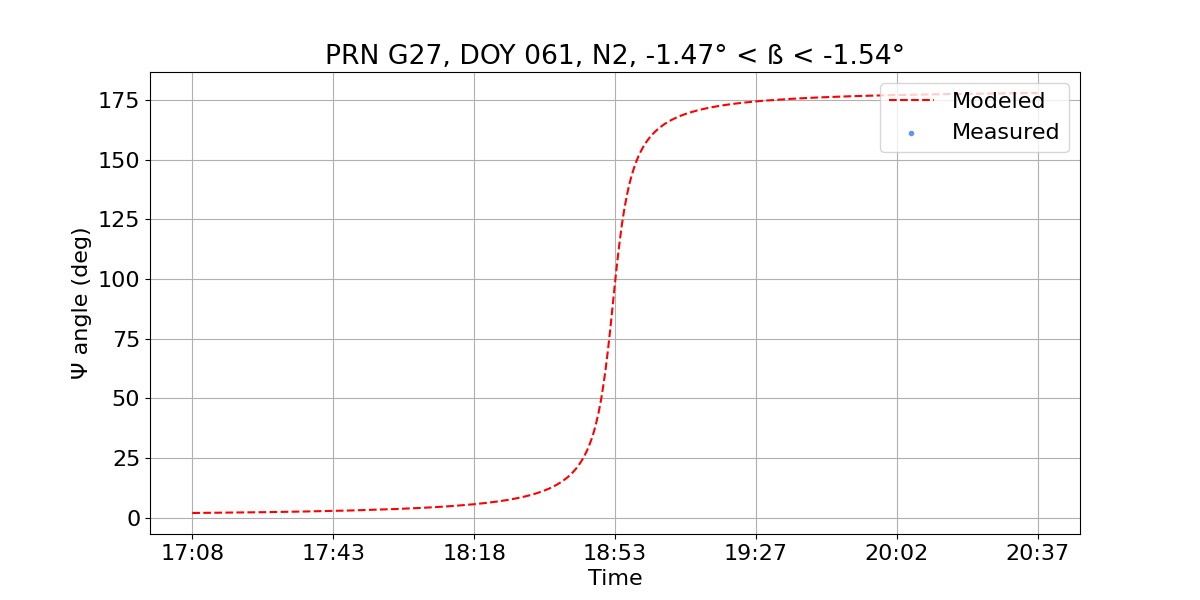 PRN G27, DOY 061, N2, -1.47° < ß < -1.54°
Modeled
Measured
Ψ angle (deg)
175
150
125
100
75
50
25
0
17:08 17:43 18:18 18:53 19:27 20:02 20:37
Time